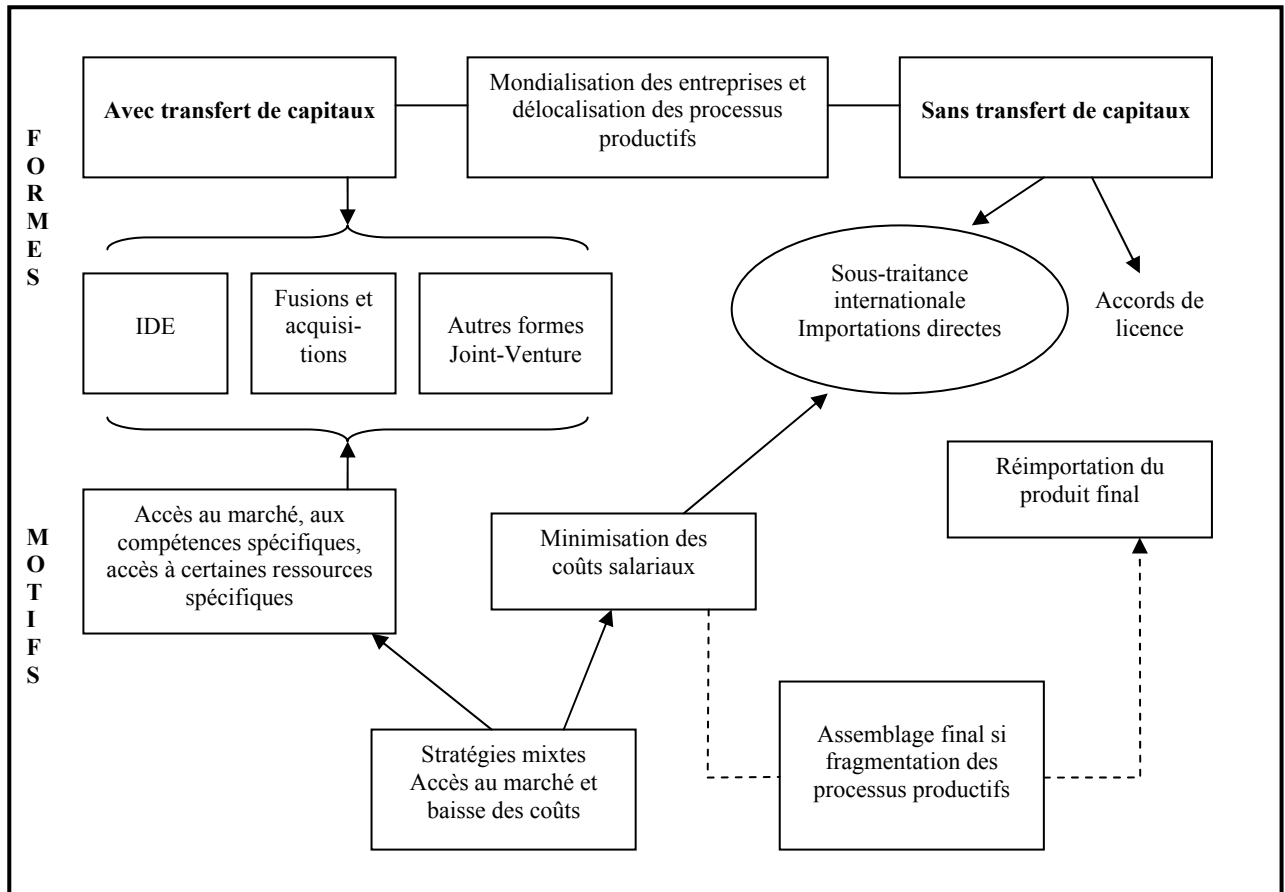 Avec transfert de capitaux
Mondialisation des entreprises et
délocalisation des processus
productifs
Sans transfert de capitaux
F
O
R
M
E
S
IDE
Fusions et
acquisi-
tions
Autres formes
Joint-Venture
Sous-traitance
internationale
Importations directes
Accords de
licence
M
O
T
I
F
S
Accès au marché, aux
compétences spécifiques,
accès à certaines ressources
spécifiques
Minimisation des
coûts salariaux
Réimportation du
produit final
Stratégies mixtes
Accès au marché et
baisse des coûts
Assemblage final si
fragmentation des
processus productifs